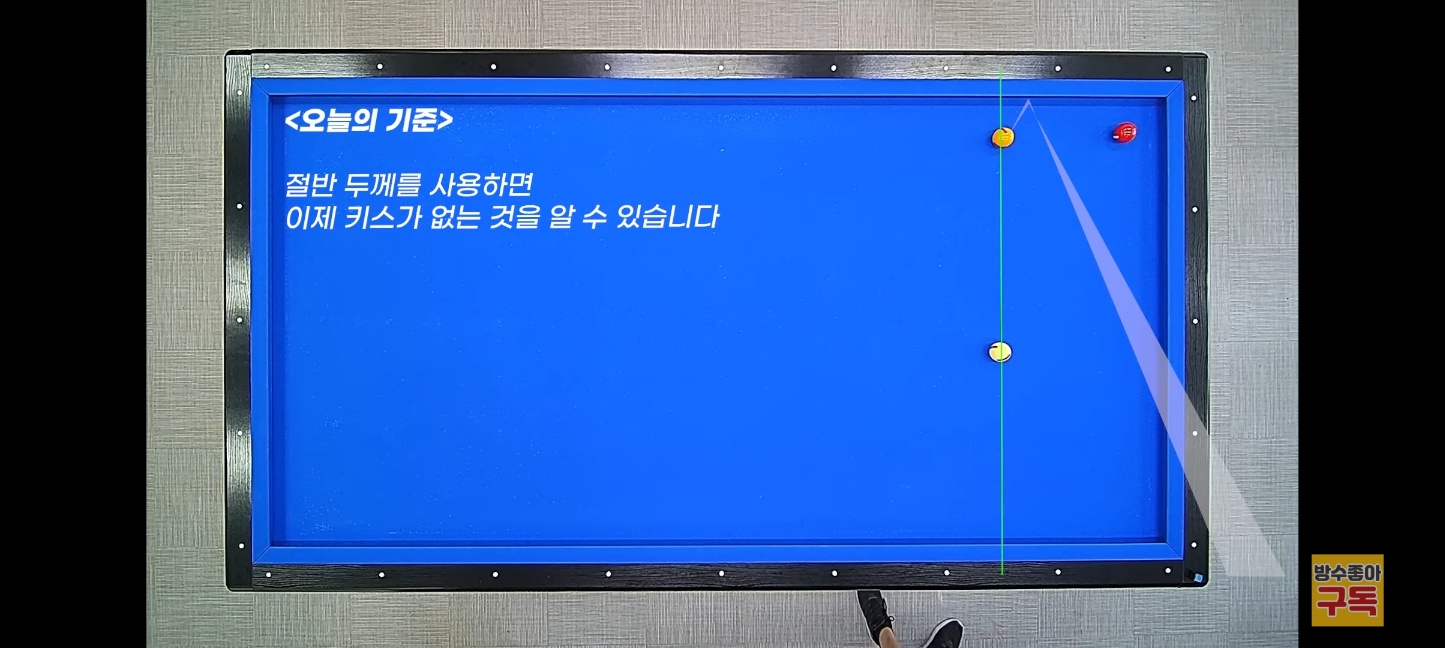 <오늘의 기준>
절반 두께를 사용하면
이제 키스가 없는 것을 알 수 있습니다
방수종아
구독